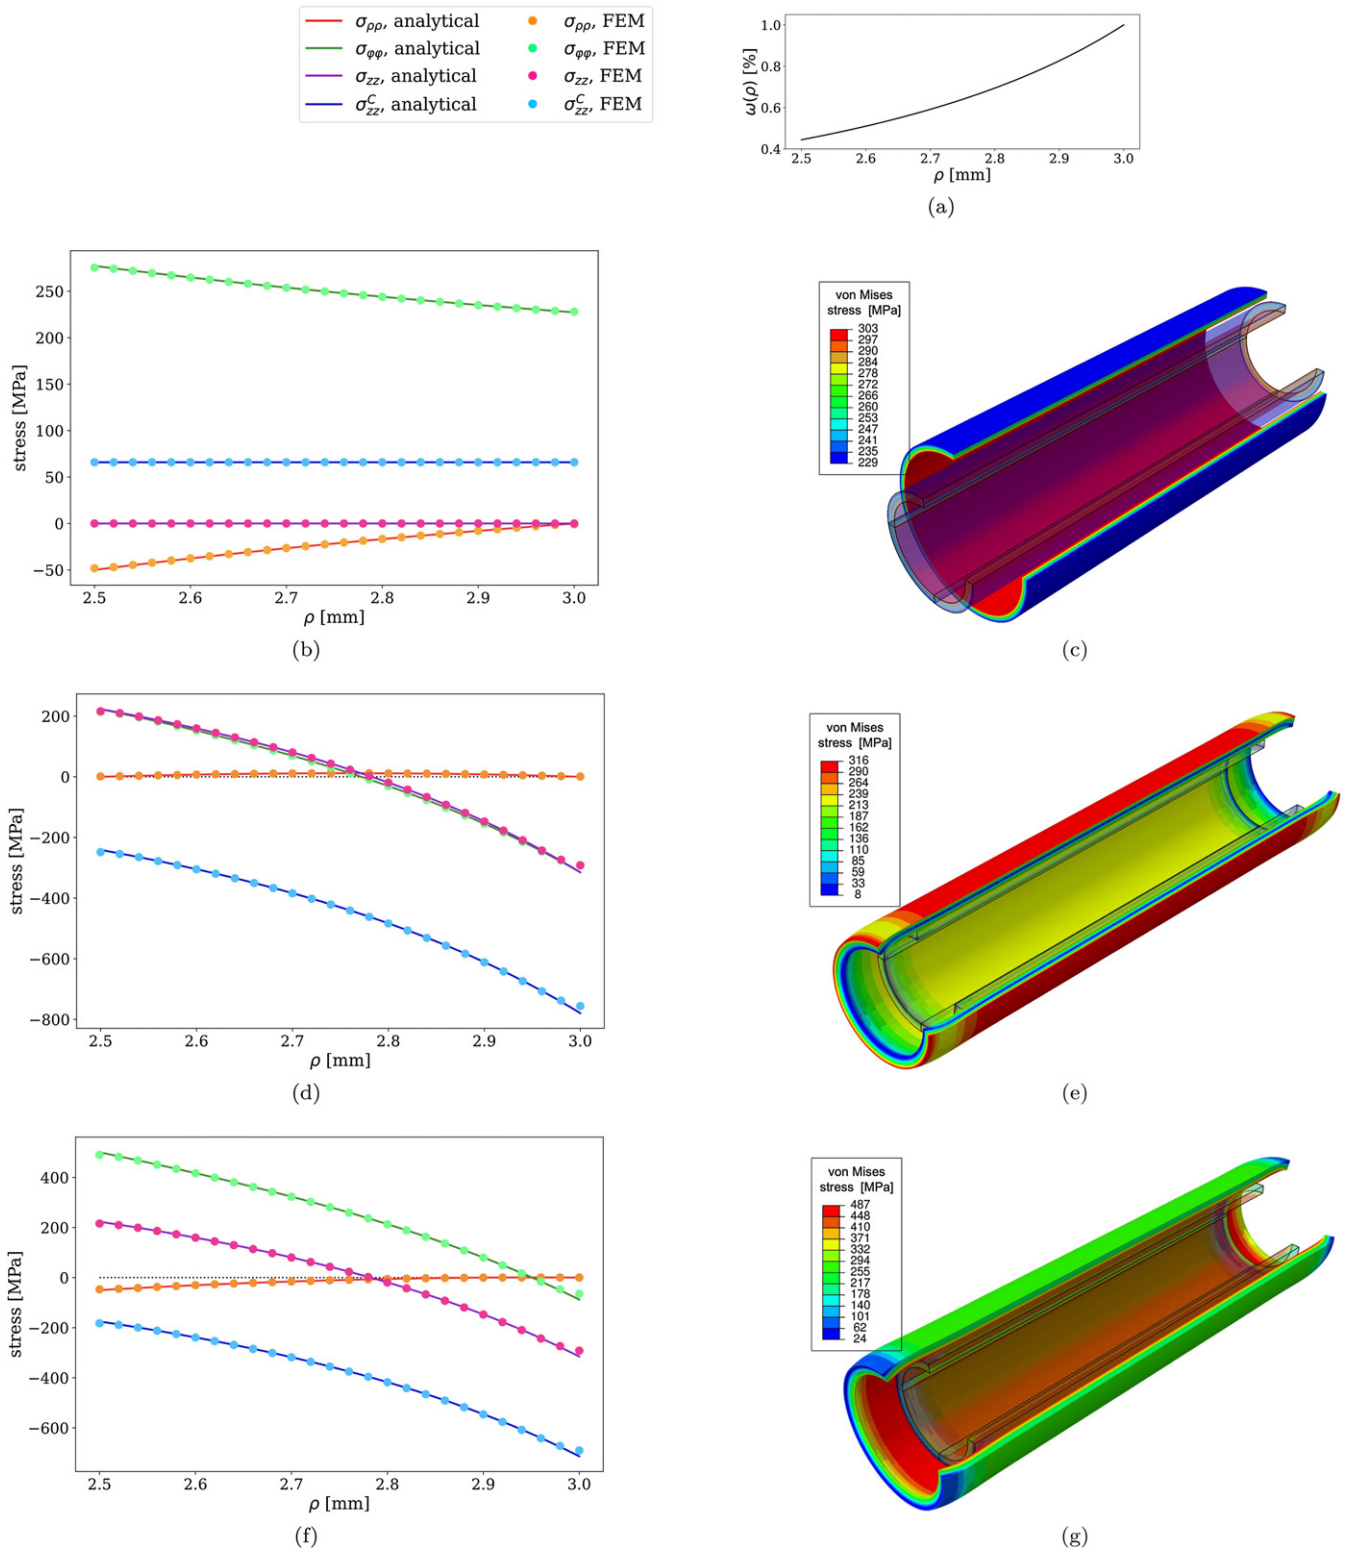 σρρ, analytical
σφφ, analytical
σzz, analytical
σCzz, analytical
σρρ, FEM
σφφ, FEM
σzz, FEM
σCzz, FEM
ω(ρ) [%]
1.0
0.8
0.6
0.4
2.5 2.6 2.7 2.8 2.9 3.0
ρ [mm]
(a)
stress [MPa]
250
200
150
100
50
0
−50
2.5 2.6 2.7 2.8 2.9 3.0
ρ [mm]
(b)
von Mises
stress [MPa]
303
297
290
284
278
272
266
260
253
247
241
235
229
(c)
stress [MPa]
200
0
−200
−400
−600
−800
2.5 2.6 2.7 2.8 2.9 3.0
ρ [mm]
(d)
von Mises
stress [MPa]
316
290
264
239
213
187
162
136
110
85
59
33
8
(e)
stress [MPa]
400
200
0
−200
−400
−600
2.5 2.6 2.7 2.8 2.9 3.0
ρ [mm]
(f)
von Mises
stress [MPa]
487
448
410
371
332
294
255
217
178
140
101
62
24
(g)